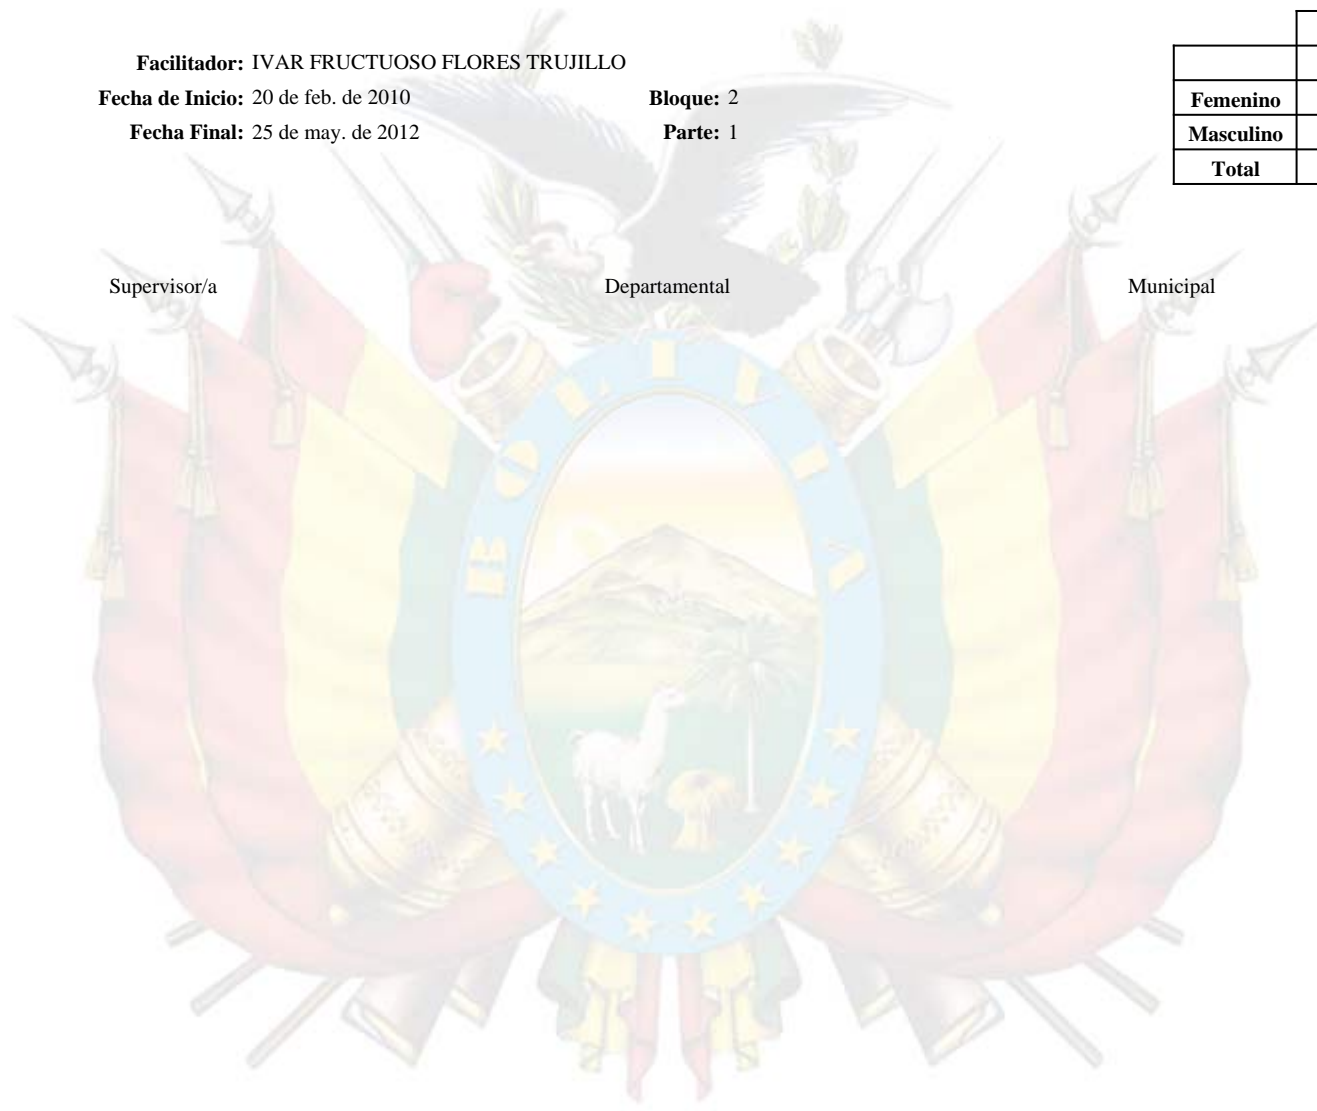 Facilitador: IVAR FRUCTUOSO FLORES TRUJILLO
Fecha de Inicio: 20 de feb. de 2010 Bloque: 2
Fecha Final: 25 de may. de 2012 Parte: 1
Femenino
Masculino
Total
Supervisor/a Departamental Municipal
BOLIVIA